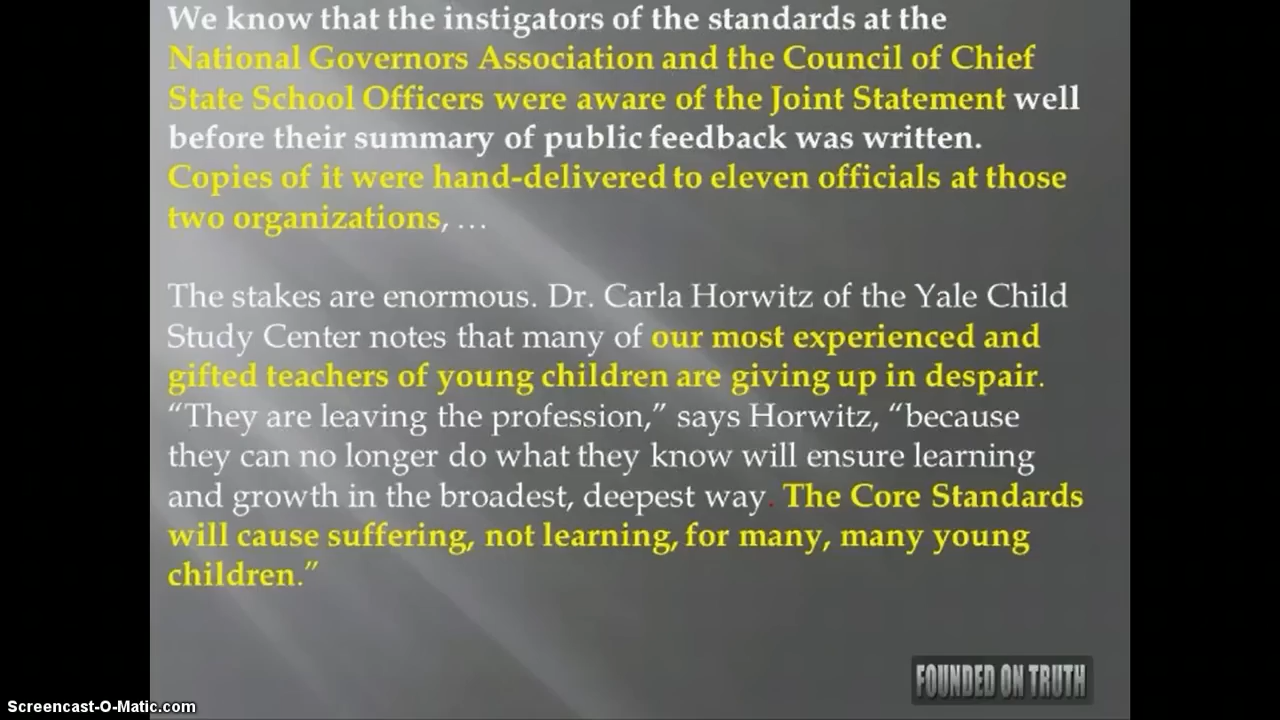 We know that the instigators of the standards at the
National Governors Association and the Council of Chief
State School Officers were aware of the Joint Statement well
before their summary of public feedback was written.
Copies of it were hand-delivered to eleven officials at those
two organizations, …
The stakes are enormous. Dr. Carla Horwitz of the Yale Child
Study Center notes that many of our most experienced and
gifted teachers of young children are giving up in despair.
“They are leaving the profession,” says Horwitz, “because
they can no longer do what they know will ensure learning
and growth in the broadest, deepest way. The Core Standards
will cause suffering, not learning, for many, many young
children.”
FOUNDED ON TRUTH
Screencast-O-Matic.com